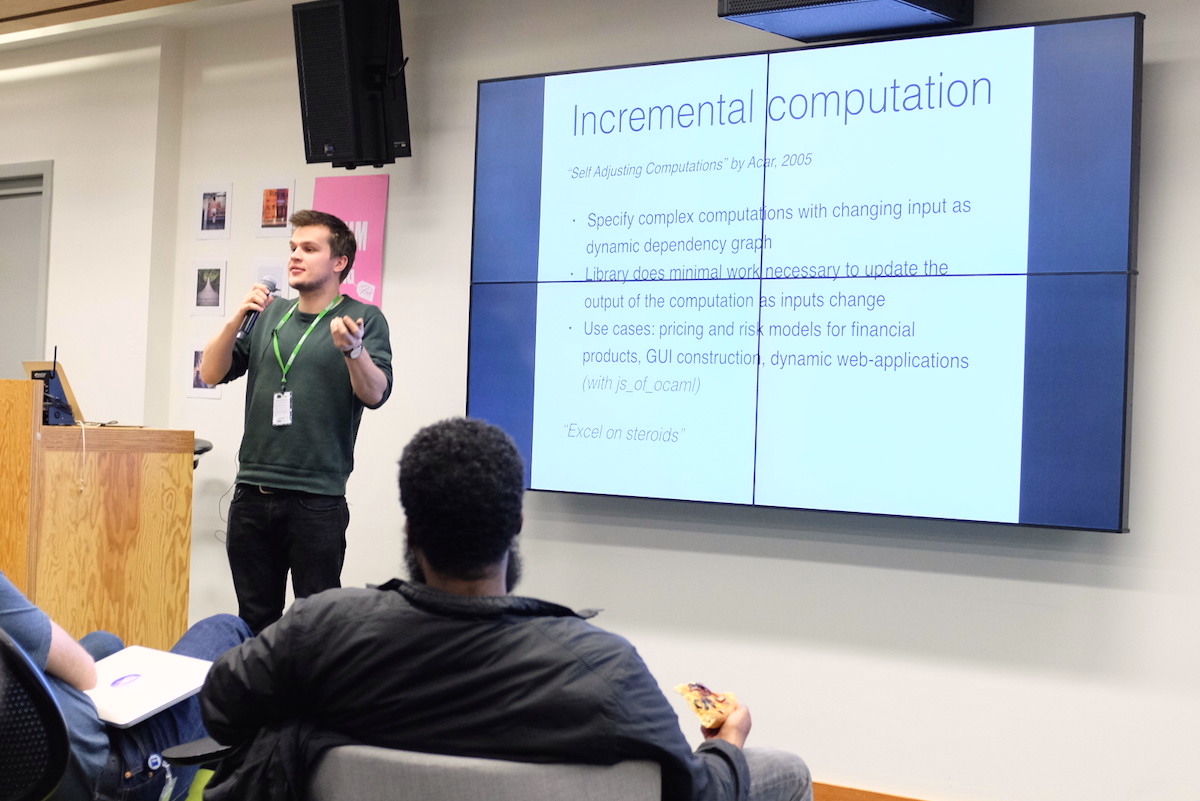 Incremental computation
“Self Adjusting Computations” by Acar, 2005
· Specify complex computations with changing input as
dynamic dependency graph
· Library does minimal work necessary to update the
output of the computation as inputs change
· Use cases: pricing and risk models for financial
products, GUI construction, dynamic web-applications
(with js_of_ocaml)
“Excel on steroids”